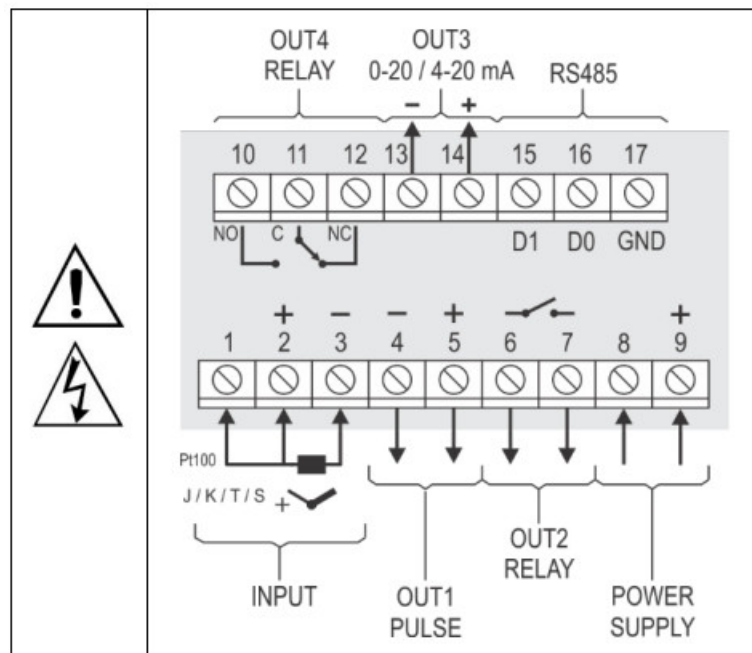 OUT4 OUT3
RELAY 0-20 / 4-20 mA RS485
− +
10 11 12 13 14 15 16 17
NO C NC D1 D0 GND
+ − − + +
1 2 3 4 5 6 7 8 9
Pt100
J / K / T / S +
INPUT OUT1 OUT2 POWER
PULSE RELAY SUPPLY